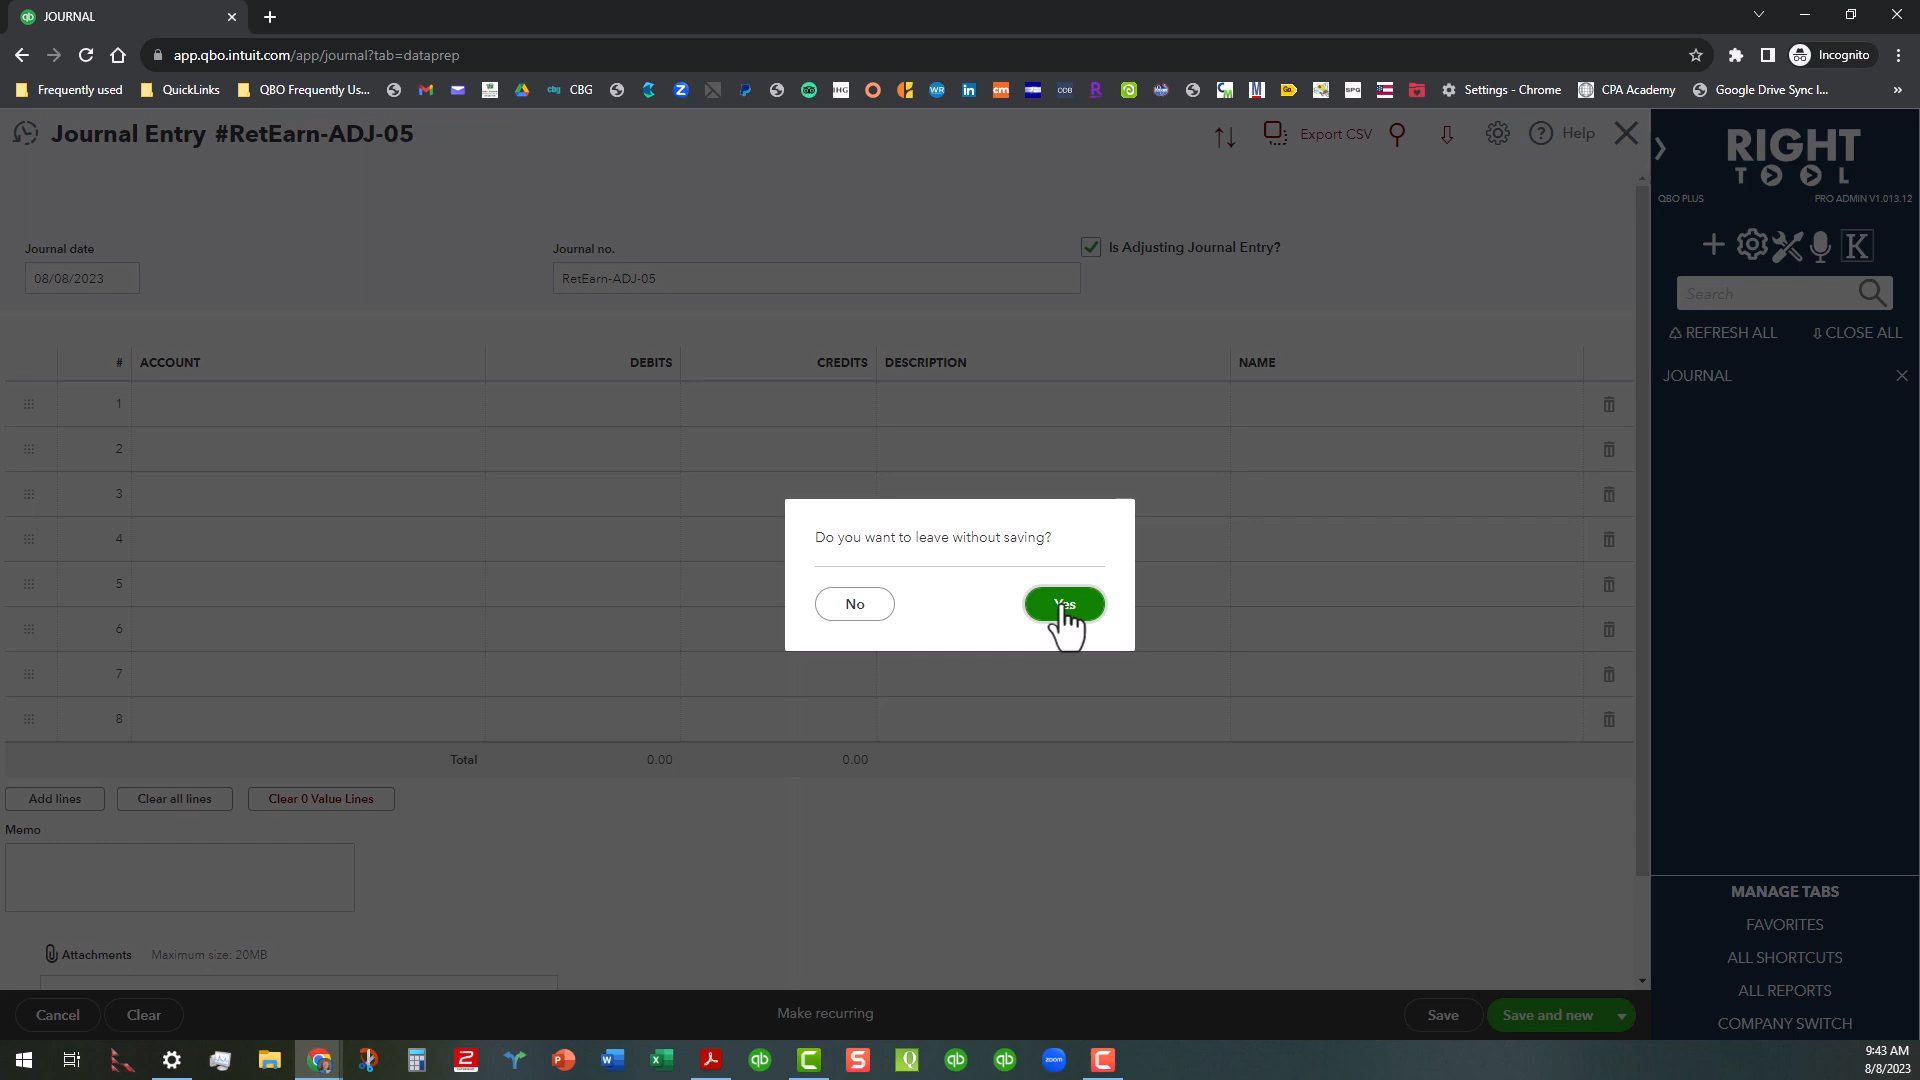 JOURNAL
app.qbo.intuit.com/app/journal?tab=dataprep
Incognito
Frequently used
QuickLinks
QBO Frequently Us...
CBG
Settings - Chrome
CPA Academy
Google Drive Sync I...
Journal Entry #RetEarn-ADJ-05
Export CSV
Help
Journal date
08/08/2023
Journal no.
RetEarn-ADJ-05
Is Adjusting Journal Entry?
# ACCOUNT DEBITS CREDITS DESCRIPTION NAME
1
2
3
4
5
6
7
8
Total 0.00 0.00
Do you want to leave without saving?
No Yes
Add lines Clear all lines Clear 0 Value Lines
Memo
Attachments Maximum size: 20MB
Cancel Clear Make recurring Save Save and new
RIGHT
TOOL
QBO PLUS PRO ADMIN V1.013.12
K
Search
REFRESH ALL CLOSE ALL
JOURNAL
MANAGE TABS
FAVORITES
ALL SHORTCUTS
ALL REPORTS
COMPANY SWITCH
9:43 AM
8/8/2023